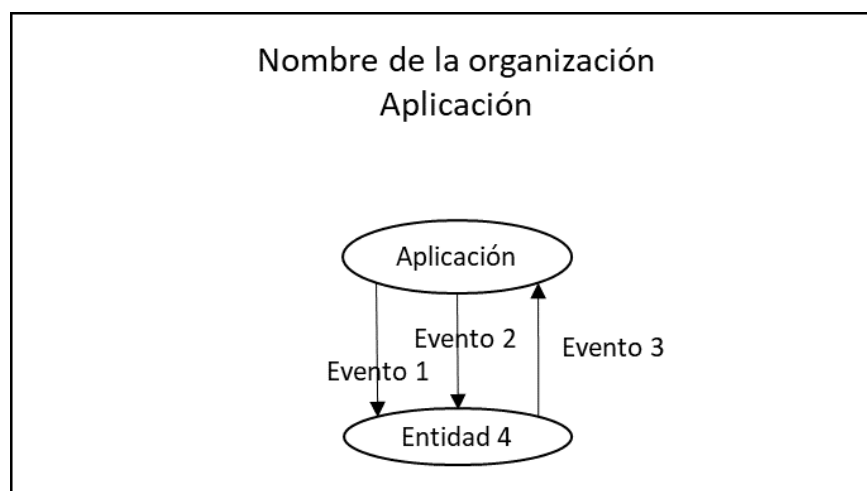 Nombre de la organización
Aplicación
Aplicación
Evento 2
Evento 3
Evento 1
Entidad 4